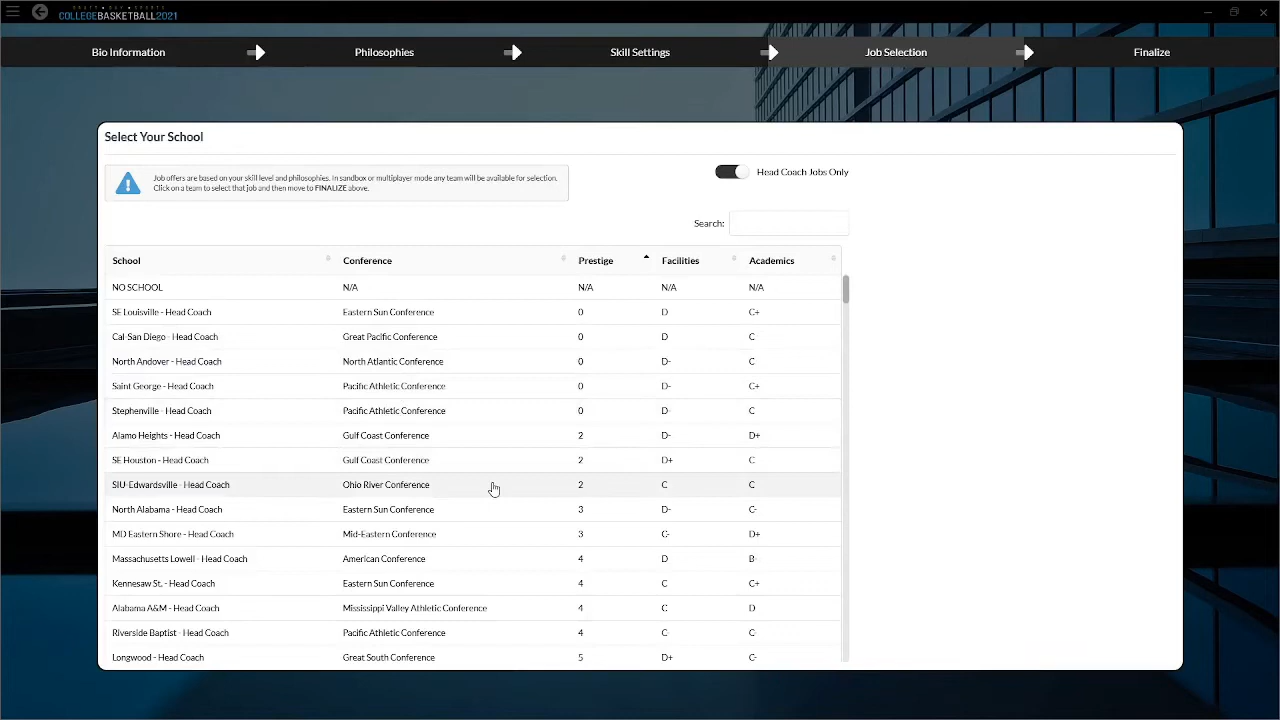 DRAFT DAY SPORTS
COLLEGE BASKETBALL 2021
Bio Information Philosophies Skill Settings Job Selection Finalize
Select Your School
Job offers are based on your skill level and philosophies. In sandbox or multiplayer mode any team will be available for selection.
Click on a team to select that job and then move to FINALIZE above.
Head Coach Jobs Only
Search:
School Conference Prestige Facilities Academics
NO SCHOOL N/A N/A N/A N/A
SE Louisville - Head Coach Eastern Sun Conference 0 D C+
Cal-San Diego - Head Coach Great Pacific Conference 0 D C
North Andover - Head Coach North Atlantic Conference 0 D- C
Saint George - Head Coach Pacific Athletic Conference 0 D- C+
Stephenville - Head Coach Pacific Athletic Conference 0 D- C
Alamo Heights - Head Coach Gulf Coast Conference 2 D- D+
SE Houston - Head Coach Gulf Coast Conference 2 D+ C
SIU-Edwardsville - Head Coach Ohio River Conference 2 C C
North Alabama - Head Coach Eastern Sun Conference 3 D- C-
MD Eastern Shore - Head Coach Mid-Eastern Conference 3 C- D+
Massachusetts Lowell - Head Coach American Conference 4 D B-
Kennesaw St. - Head Coach Eastern Sun Conference 4 C C+
Alabama A&M - Head Coach Mississippi Valley Athletic Conference 4 C D
Riverside Baptist - Head Coach Pacific Athletic Conference 4 C C
Longwood - Head Coach Great South Conference 5 D+ C-